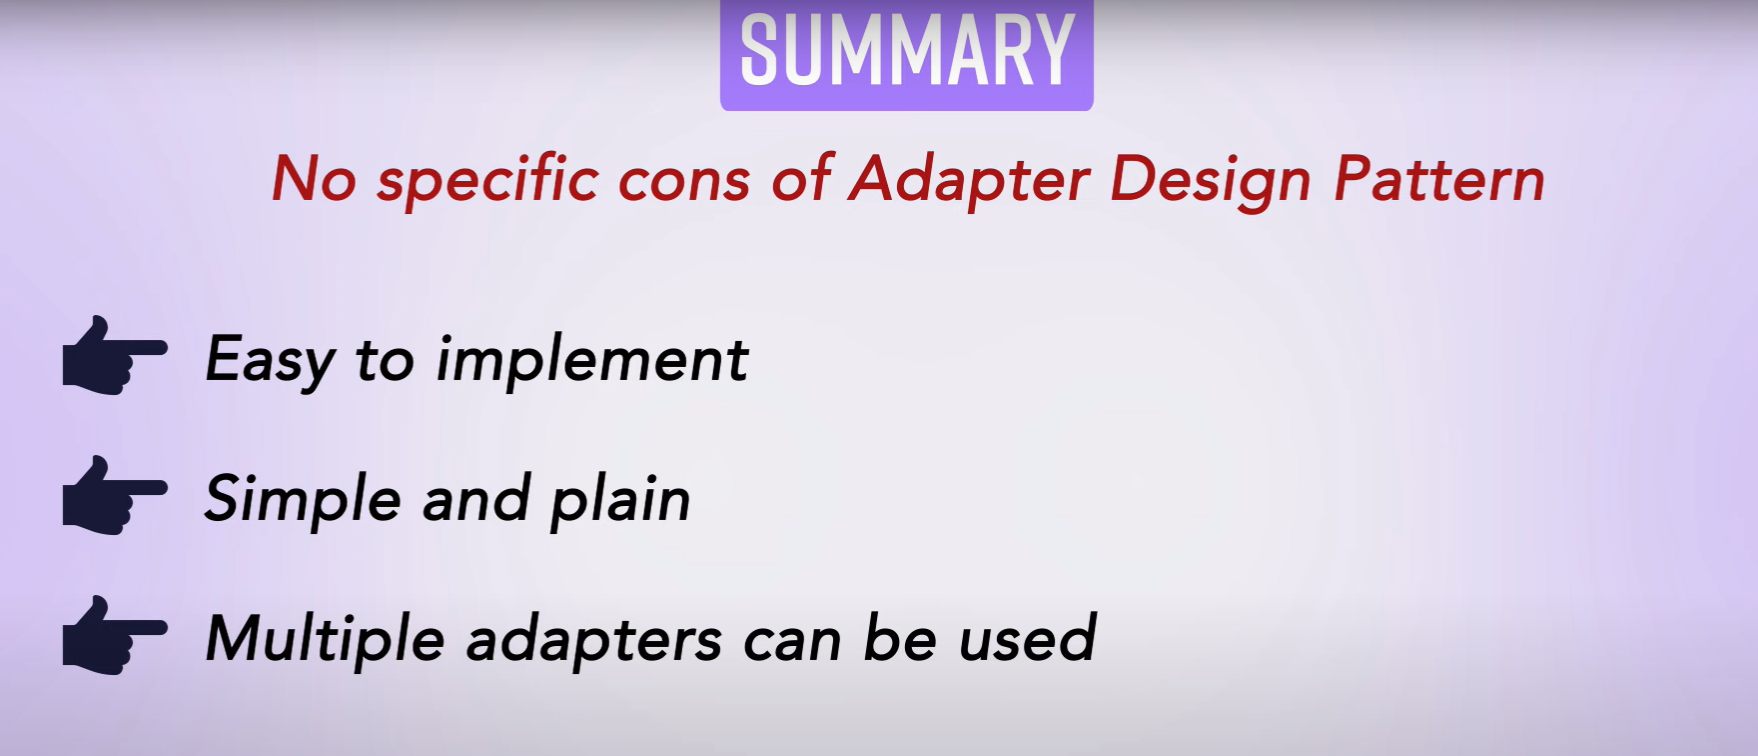 SUMMARY
No specific cons of Adapter Design Pattern
Easy to implement
Simple and plain
Multiple adapters can be used